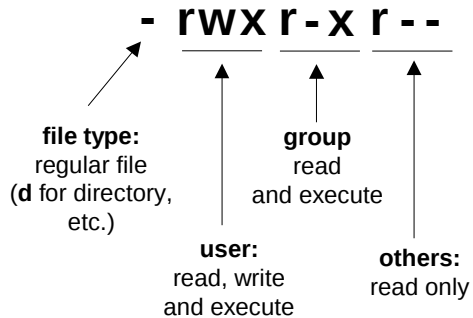 - rwx r-x r--
file type:
regular file
(d for directory,
etc.)
group
read
and execute
user:
read, write
and execute
others:
read only